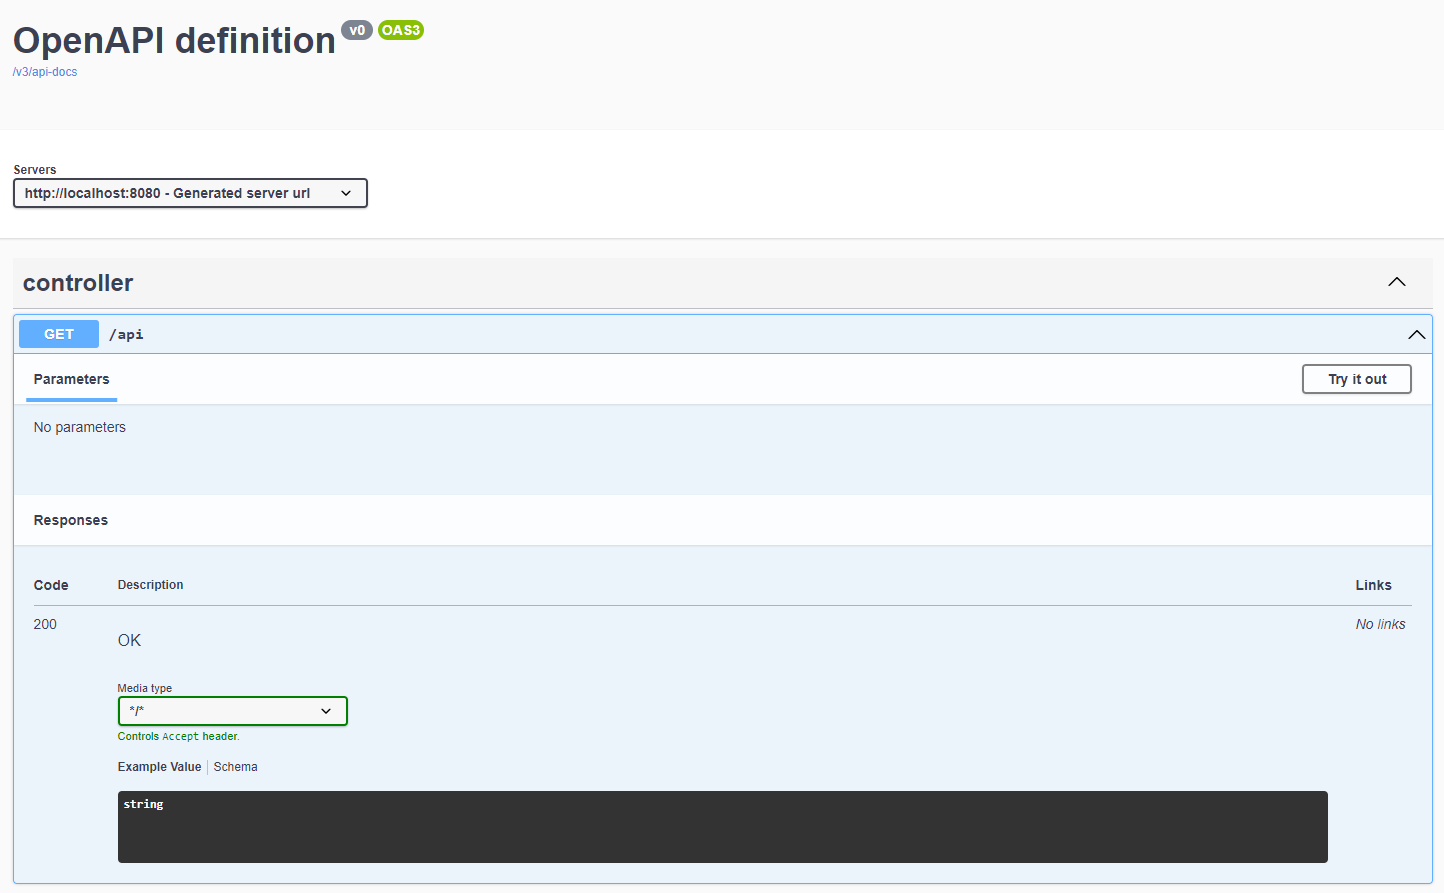 OpenAPI definition v0 OAS3
/v3/api-docs
Servers
http://localhost:8080 - Generated server url
controller
GET /api
Parameters Try it out
No parameters
Responses
Code Description Links
200 No links
OK
Media type
*/*
Controls Accept header.
Example Value Schema
string